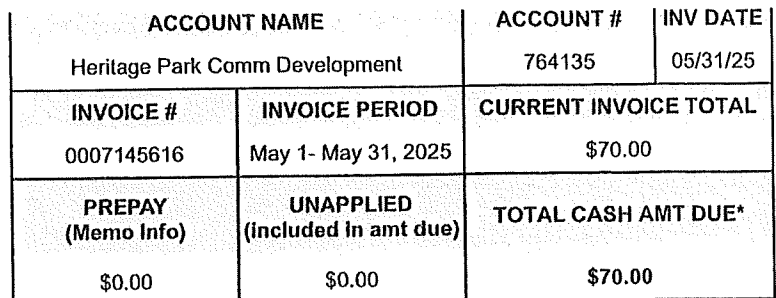 ACCOUNT NAME ACCOUNT # INV DATE
Heritage Park Comm Development 764135 05/31/25
INVOICE # INVOICE PERIOD CURRENT INVOICE TOTAL
0007145616 May 1- May 31, 2025 $70.00
PREPAY UNAPPLIED TOTAL CASH AMT DUE*
(Memo Info) (included in amt due)
$0.00 $0.00 $70.00